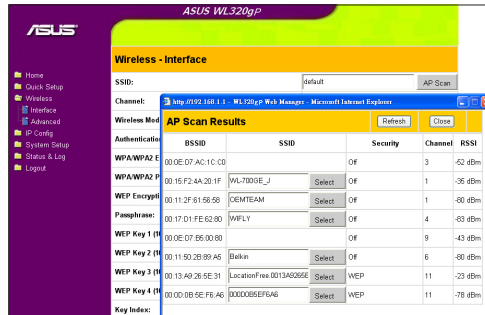 ASUS WL320gP
ASUS
Wireless - Interface
Home
Quick Setup
Wireless
Interface
Advanced
IP Config
System Setup
Status & Log
Logout
SSID: default AP Scan
Channel:
Wireless Mod
Authenticatio
WPA/WPA2 E
WPA/WPA2 P
WEP Encrypti
Passphrase:
WEP Key 1 (1
WEP Key 2 (1
WEP Key 3 (1
WEP Key 4 (1
Key Index:
http://192.168.1.1 - WL320gP Web Manager - Microsoft Internet Explorer
AP Scan Results Refresh Close
BSSID SSID Security Channel RSSI
00:0E:D7:AC:1C:C0 Off 3 -52 dBm
00:15:F2:4A:20:1F WL-700GE_J Select Off 1 -35 dBm
00:11:2F:61:56:58 OEMTEAM Select Off 1 -80 dBm
00:17:D1:FE:62:80 WIFLY Select Off 4 -83 dBm
00:0E:D7:B5:00:80 Off 9 -43 dBm
00:11:50:2B:89:A5 Belkin Select Off 6 -80 dBm
00:13:A9:26:5E:31 LocationFree.0013A9265E Select WEP 11 -23 dBm
00:0D:0B:5E:F6:A6 000D0B5EF6A6 Select WEP 11 -78 dBm